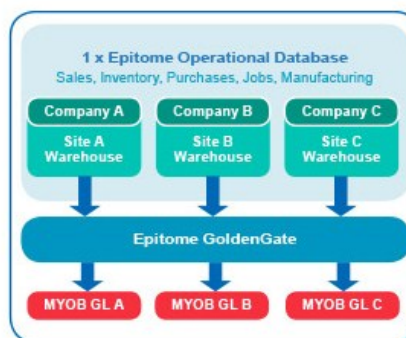 1 x Epitome Operational Database
Sales, Inventory, Purchases, Jobs, Manufacturing
Company A Company B Company C
Site A Site B Site C
Warehouse Warehouse Warehouse
Epitome GoldenGate
MYOB GL A MYOB GL B MYOB GL C